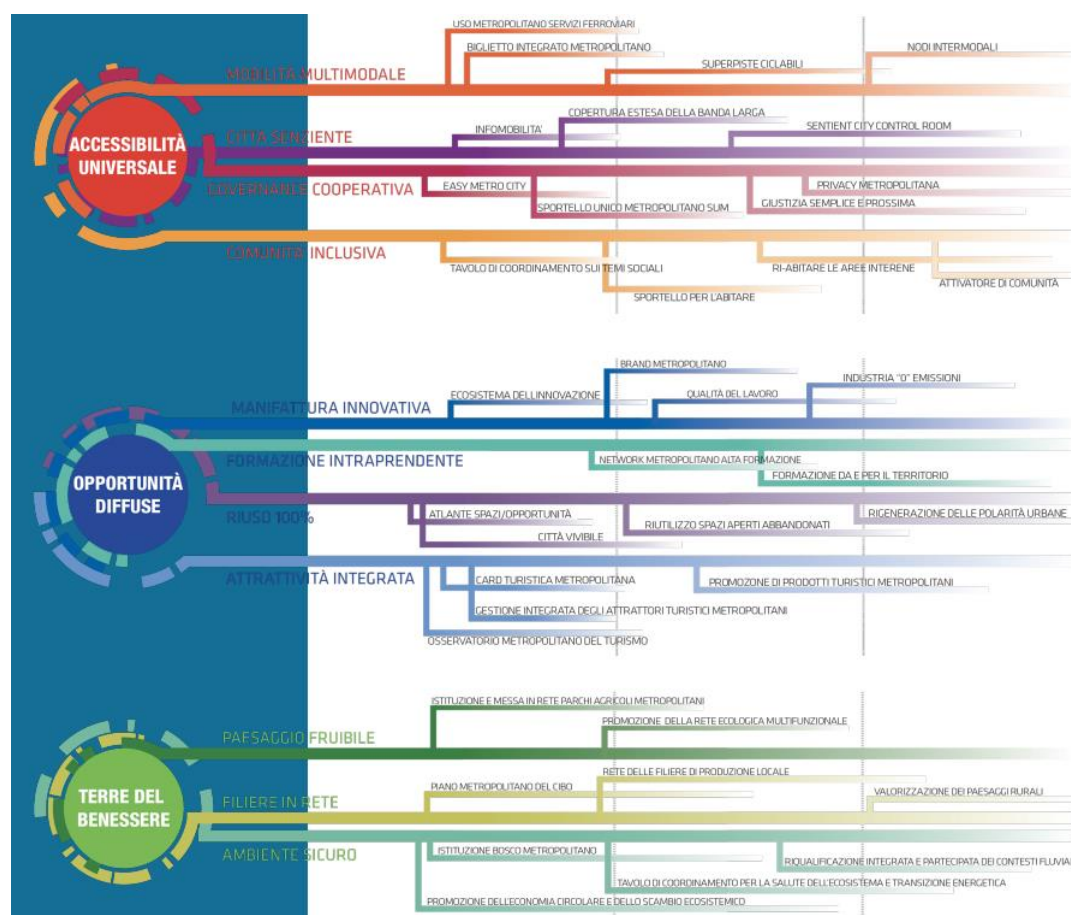 USO METROPOLITANO SERVIZI FERROVIARI
BIGLIETTO INTEGRATO METROPOLITANO
NODI INTERMODALI
SUPERPISTE CICLABILI
MOBILITÀ MULTIMODALE
COPERTURA ESTESA DELLA BANDA LARGA
INFOMOBILITA'
SENTIENT CITY CONTROL ROOM
CITTÀ SENZIENTE
ACCESSIBILITÀ
UNIVERSALE
GOVERNANCE COOPERATIVA
EASY METRO CITY
PRIVACY METROPOLITANA
SPORTELLO UNICO METROPOLITANO SUM
GIUSTIZIA SEMPLICE E PROSSIMA
COMUNITÀ INCLUSIVA
TAVOLO DI COORDINAMENTO SUI TEMI SOCIALI
RI-ABITARE LE AREE INTERENE
ATTIVATORE DI COMUNITÀ
SPORTELLO PER L'ABITARE
BRAND METROPOLITANO
INDUSTRIA "0" EMISSIONI
ECOSISTEMA DELL'INNOVAZIONE
QUALITÀ DEL LAVORO
MANIFATTURA INNOVATIVA
FORMAZIONE INTRAPRENDENTE
NETWORK METROPOLITANO ALTA FORMAZIONE
FORMAZIONE DA E PER IL TERRITORIO
OPPORTUNITÀ
DIFFUSE
RIUSO 100%
ATLANTE SPAZI/OPPORTUNITÀ
RIGENERAZIONE DELLE POLARITÀ URBANE
RIUTILIZZO SPAZI APERTI ABBANDONATI
CITTÀ VIVIBILE
ATTRATTIVITÀ INTEGRATA
CARD TURISTICA METROPOLITANA
PROMOZONE DI PRODOTTI TURISTICI METROPOLITANI
GESTIONE INTEGRATA DEGLI ATTRATTORI TURISTICI METROPOLITANI
OSSERVATORIO METROPOLITANO DEL TURISMO
ISTITUZIONE E MESSA IN RETE PARCHI AGRICOLI METROPOLITANI
PROMOZIONE DELLA RETE ECOLOGICA MULTIFUNZIONALE
PAESAGGIO FRUIBILE
RETE DELLE FILIERE DI PRODUZIONE LOCALE
PIANO METROPOLITANO DEL CIBO
VALORIZZAZIONE DEI PAESAGGI RURALI
FILIERE IN RETE
TERRE DEL
BENESSERE
AMBIENTE SICURO
ISTITUZIONE BOSCO METROPOLITANO
RIQUALIFICAZIONE INTEGRATA E PARTECIPATA DEI CONTESTI FLUVIAL
TAVOLO DI COORDINAMENTO PER LA SALUTE DELL'ECOSISTEMA E TRANSIZIONE ENERGETICA
PROMOZIONE DELL'ECONOMIA CIRCOLARE E DELLO SCAMBIO ECOSISTEMICO